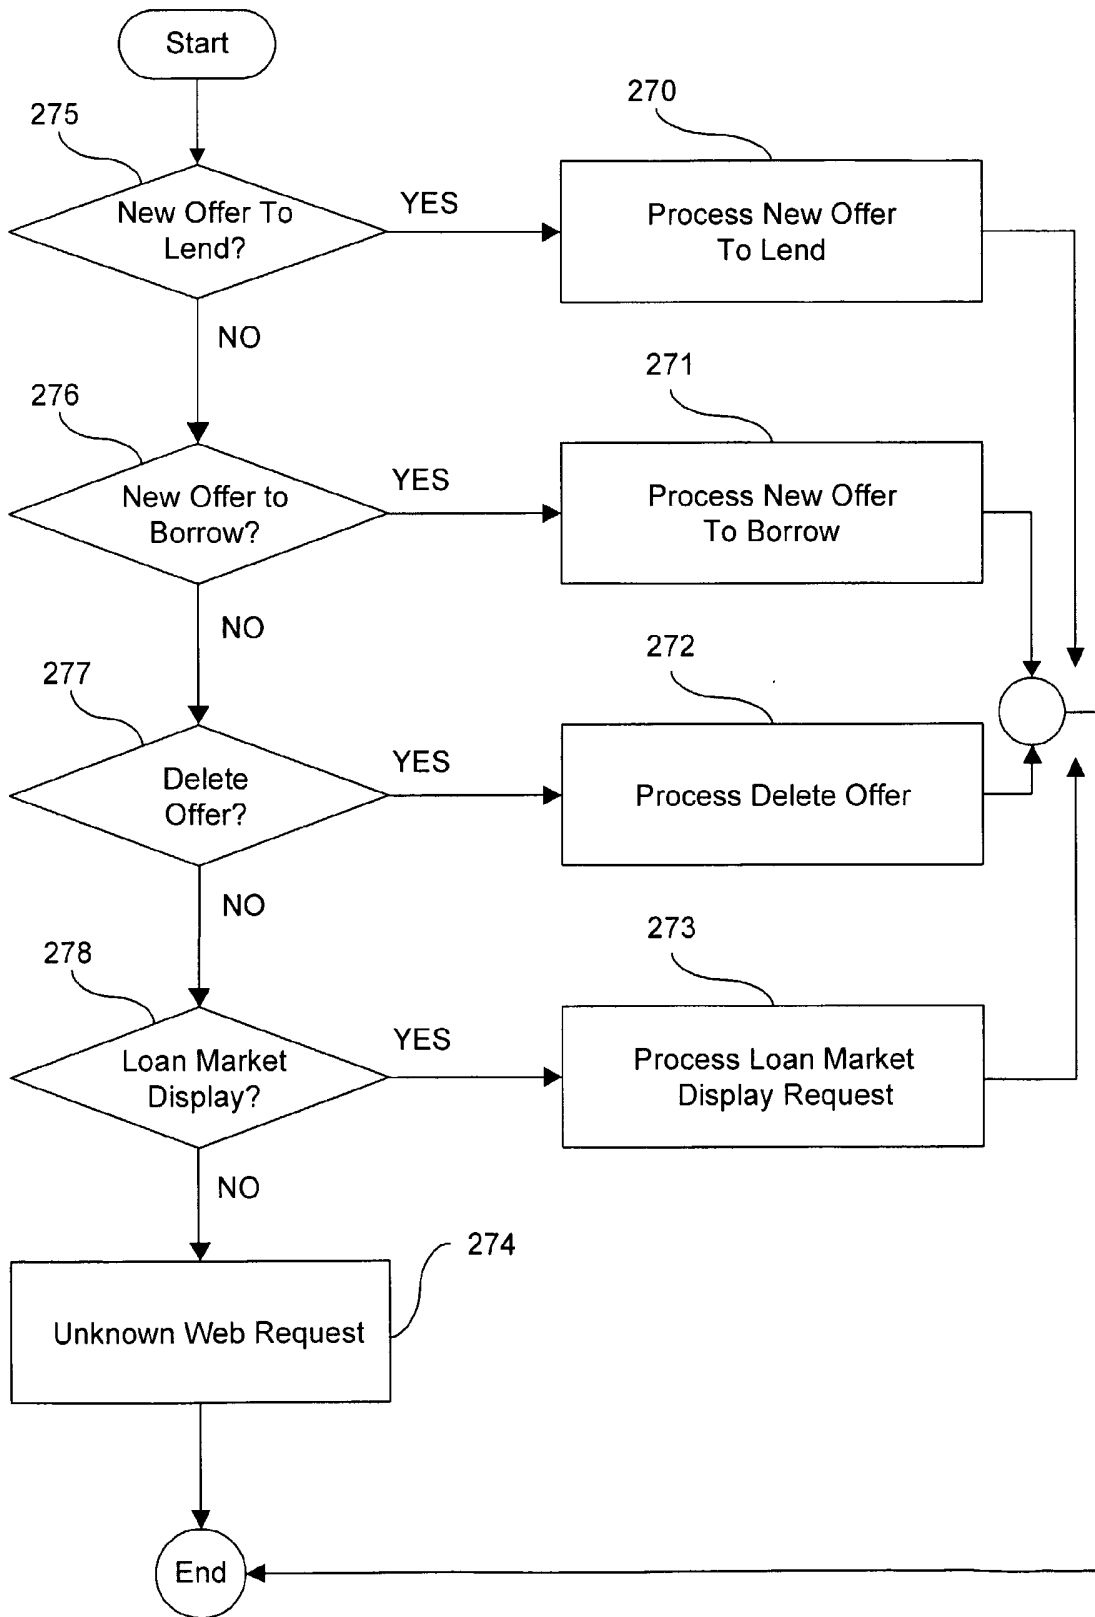 Start
275
270
New Offer To
Lend?
YES
Process New Offer
To Lend
NO
276
271
New Offer to
Borrow?
YES
Process New Offer
To Borrow
NO
277
272
Delete
Offer?
YES
Process Delete Offer
NO
278
273
Loan Market
Display?
YES
Process Loan Market
Display Request
NO
274
Unknown Web Request
End